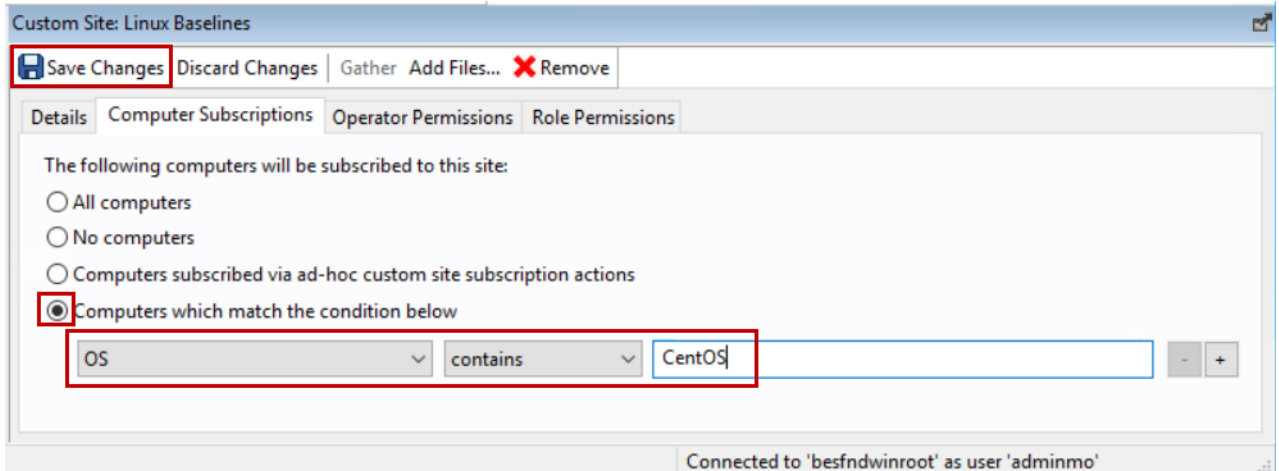 Custom Site: Linux Baselines
Save Changes Discard Changes Gather Add Files... Remove
Details Computer Subscriptions Operator Permissions Role Permissions
The following computers will be subscribed to this site:
All computers
No computers
Computers subscribed via ad-hoc custom site subscription actions
Computers which match the condition below
OS contains CentOS - +
Connected to 'besfndwinroot' as user 'adminmo'